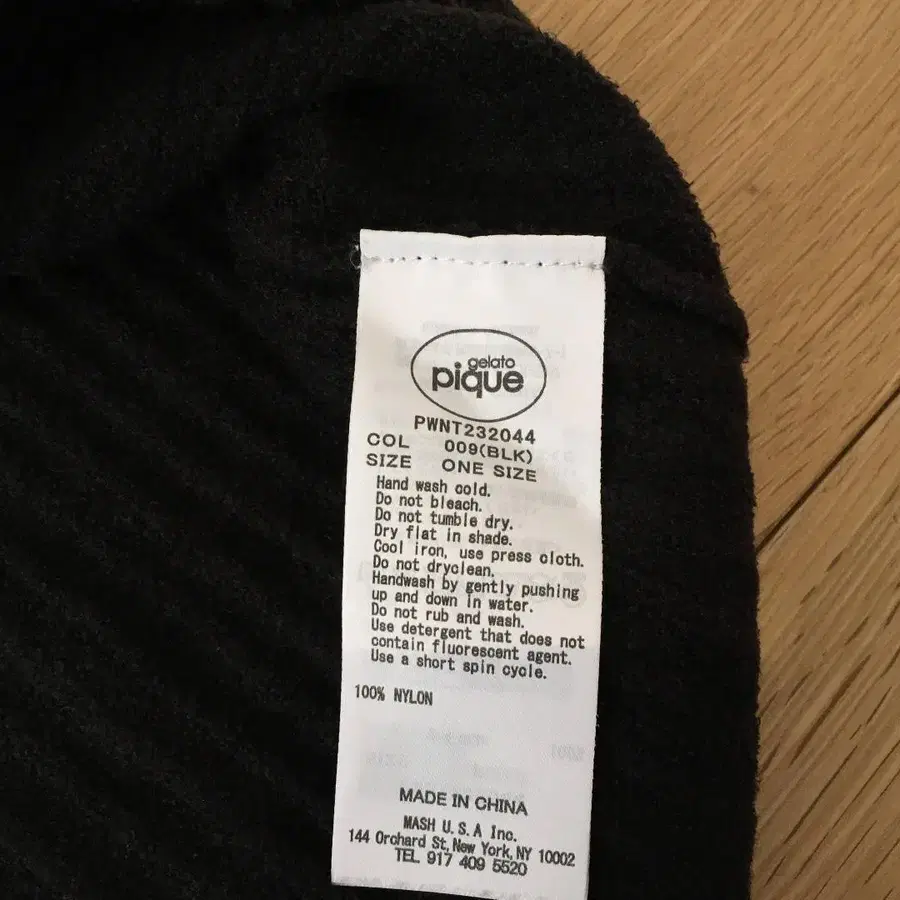 gelato
pique
PWNT232044
COL 009(BLK)
SIZE ONE SIZE
Hand wash cold.
Do not bleach.
Do not tumble dry.
Dry flat in shade.
Cool iron, use press cloth.
Do not dryclean.
Handwash by gently pushing
up and down in water.
Do not rub and wash.
Use detergent that does not
contain fluorescent agent.
Use a short spin cycle.
100% NYLON
MADE IN CHINA
MASH U.S.A Inc.
144 Orchard St, New York, NY 10002
TEL 917 409 5520